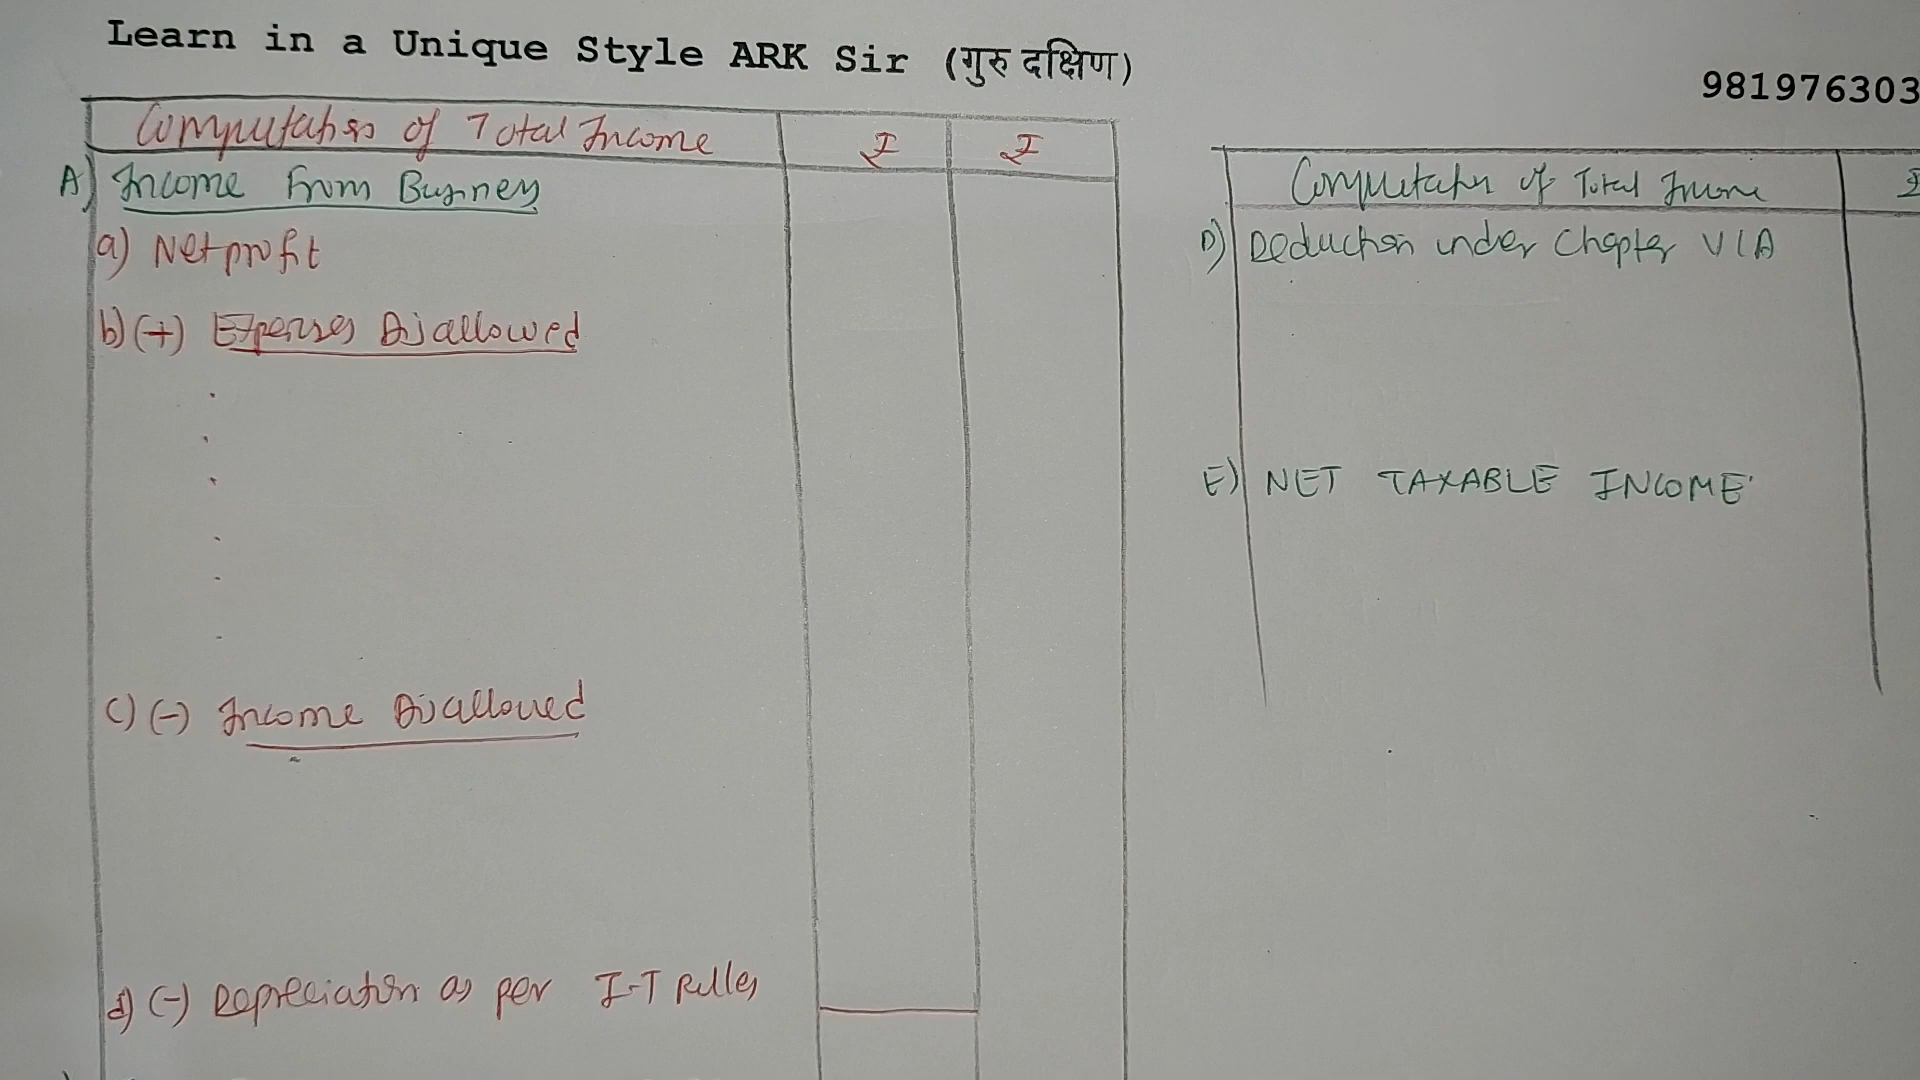 Learn in a Unique Style ARK Sir (गुरु दक्षिण)
981976303
Computation of Total Income ₹ ₹
A) Income From Business
a) Net profit
b) (+) Expenses Disallowed
c) (-) Income Disallowed
d) (-) Depreciation as per I-T Rules
Computation of Total Income ₹
D) Deduction under Chapter VIA
E) NET TAXABLE INCOME